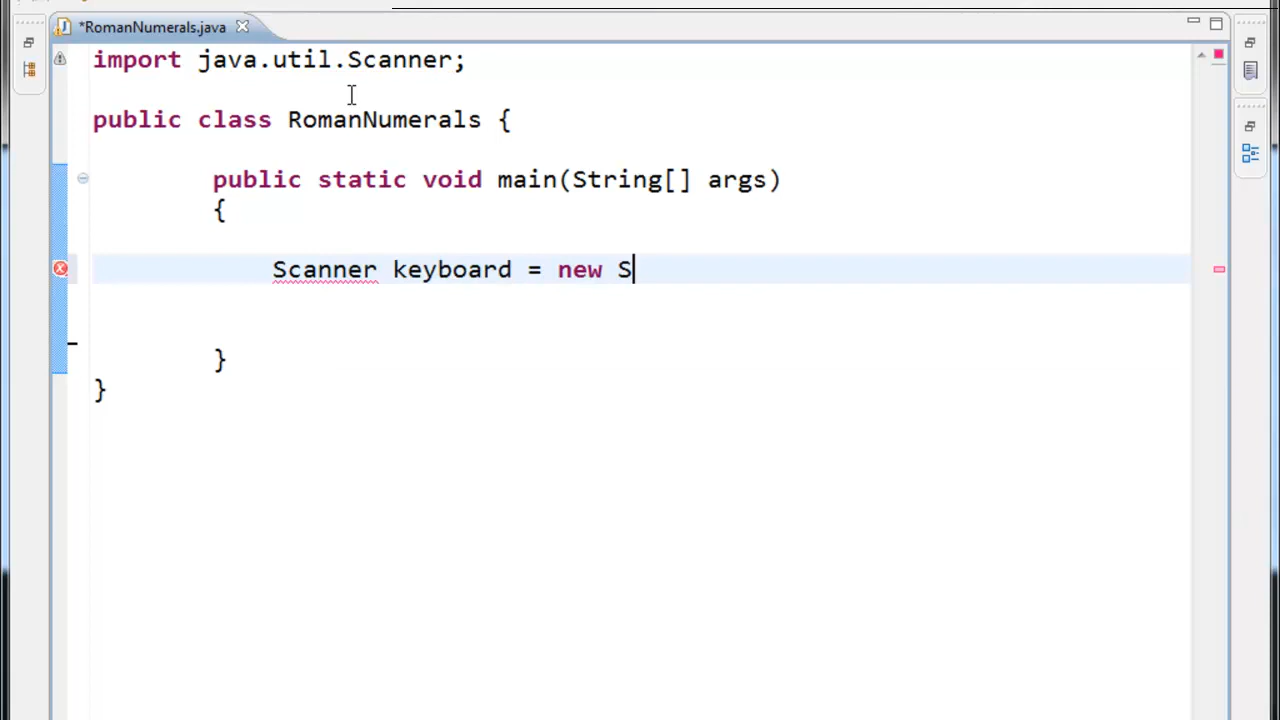 *RomanNumerals.java
import java.util.Scanner;
public class RomanNumerals {
public static void main(String[] args)
{
Scanner keyboard = new S
}
}